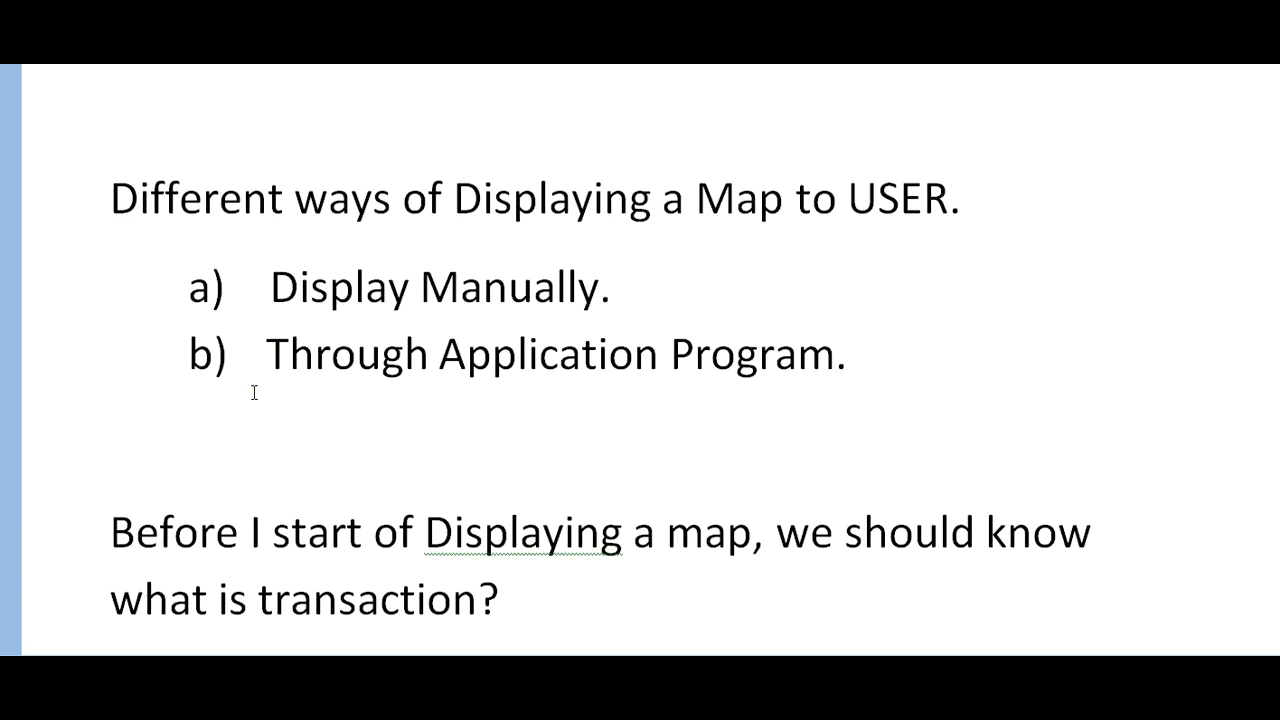 Different ways of Displaying a Map to USER.
a) Display Manually.
b) Through Application Program.
Before I start of Displaying a map, we should know
what is transaction?